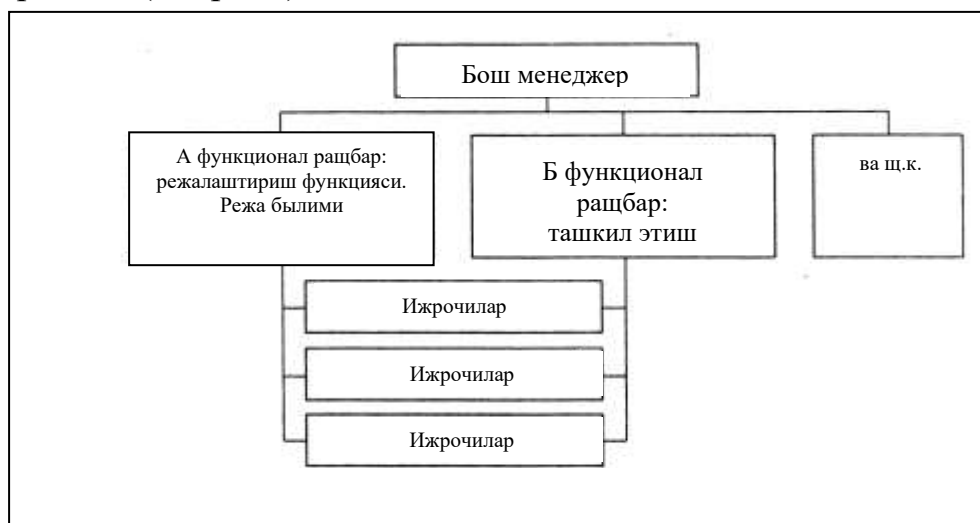 Бош менеджер
А функционал ращбар:
режалаштириш функцияси.
Режа былими
Б функционал
ращбар:
ташкил этиш
ва щ.к.
Ижрочилар
Ижрочилар
Ижрочилар